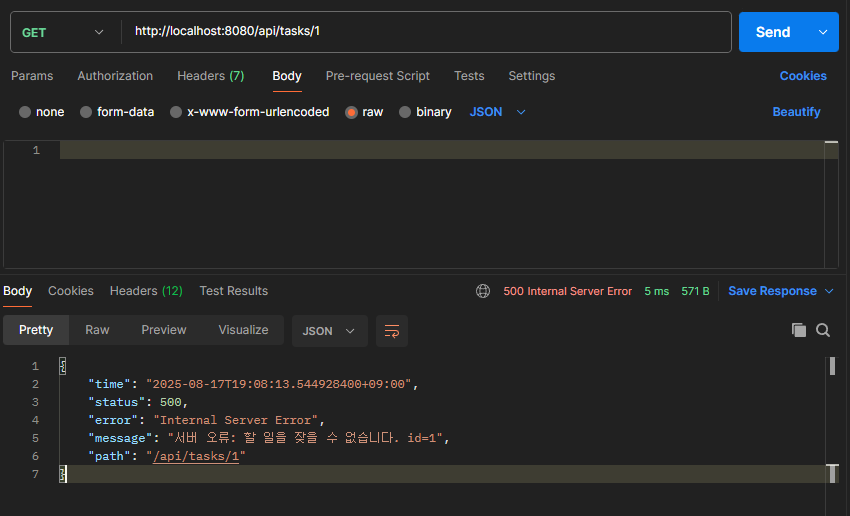 GET http://localhost:8080/api/tasks/1 Send
Params Authorization Headers (7) Body Pre-request Script Tests Settings Cookies
none form-data x-www-form-urlencoded raw binary JSON Beautify
1
Body Cookies Headers (12) Test Results 500 Internal Server Error 5 ms 571 B Save Response
Pretty Raw Preview Visualize JSON
1 {
2 "time": "2025-08-17T19:08:13.544928400+09:00",
3 "status": 500,
4 "error": "Internal Server Error",
5 "message": "서버 오류: 할 일을 찾을 수 없습니다. id=1",
6 "path": "/api/tasks/1"
7 }